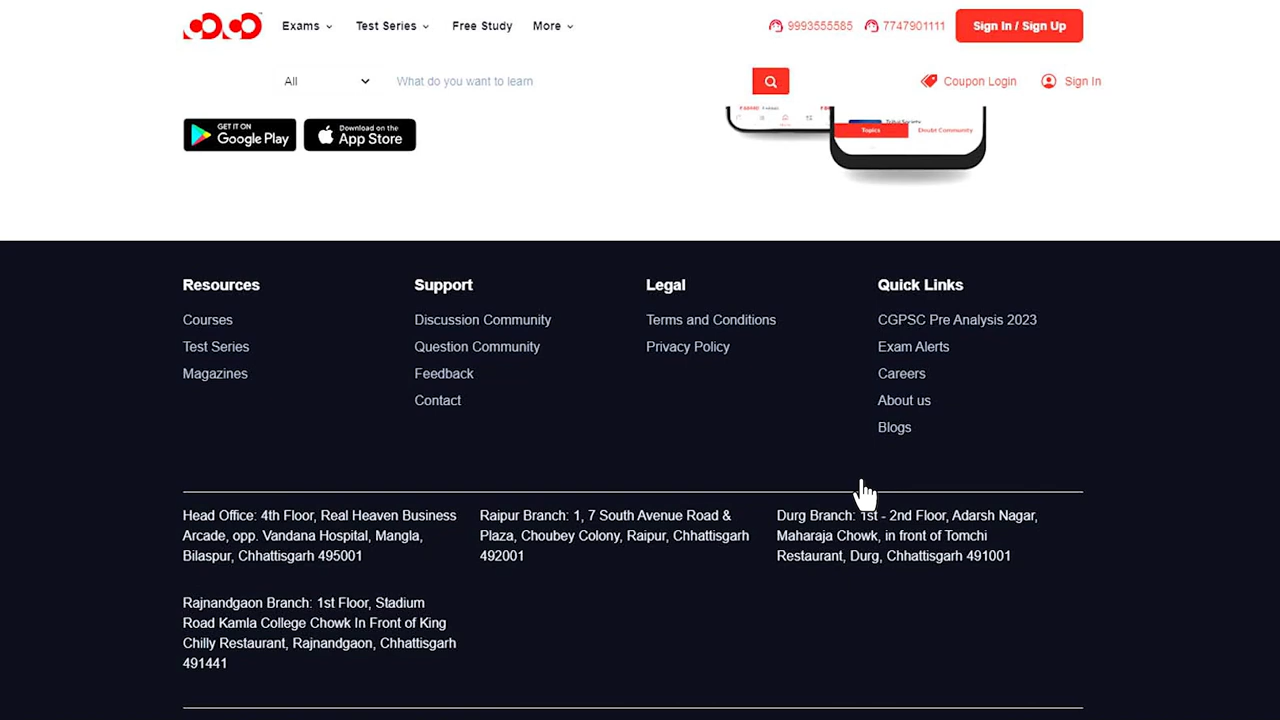 Exams Test Series Free Study More 9993555585 7747901111 Sign In / Sign Up
All What do you want to learn Coupon Login Sign In
GET IT ON
Google Play
Download on the
App Store
Topics Doubt Community
Resources
Courses
Test Series
Magazines
Support
Discussion Community
Question Community
Feedback
Contact
Legal
Terms and Conditions
Privacy Policy
Quick Links
CGPSC Pre Analysis 2023
Exam Alerts
Careers
About us
Blogs
Head Office: 4th Floor, Real Heaven Business
Arcade, opp. Vandana Hospital, Mangla,
Bilaspur, Chhattisgarh 495001
Raipur Branch: 1, 7 South Avenue Road &
Plaza, Choubey Colony, Raipur, Chhattisgarh
492001
Durg Branch: 1st - 2nd Floor, Adarsh Nagar,
Maharaja Chowk, in front of Tomchi
Restaurant, Durg, Chhattisgarh 491001
Rajnandgaon Branch: 1st Floor, Stadium
Road Kamla College Chowk In Front of King
Chilly Restaurant, Rajnandgaon, Chhattisgarh
491441